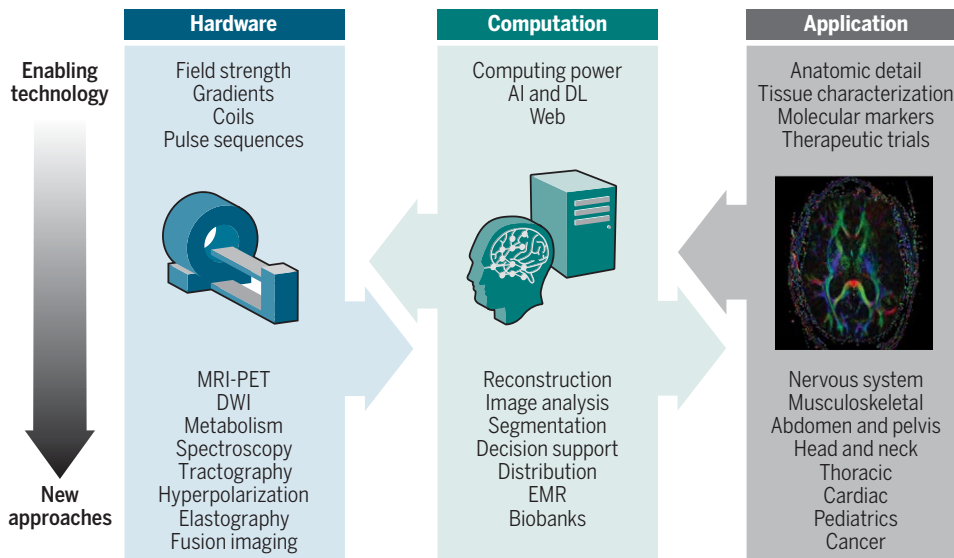 Hardware
Computation
Application
Enabling
technology
Field strength
Gradients
Coils
Pulse sequences
Computing power
AI and DL
Web
Anatomic detail
Tissue characterization
Molecular markers
Therapeutic trials
New
approaches
MRI-PET
DWI
Metabolism
Spectroscopy
Tractography
Hyperpolarization
Elastography
Fusion imaging
Reconstruction
Image analysis
Segmentation
Decision support
Distribution
EMR
Biobanks
Nervous system
Musculoskeletal
Abdomen and pelvis
Head and neck
Thoracic
Cardiac
Pediatrics
Cancer